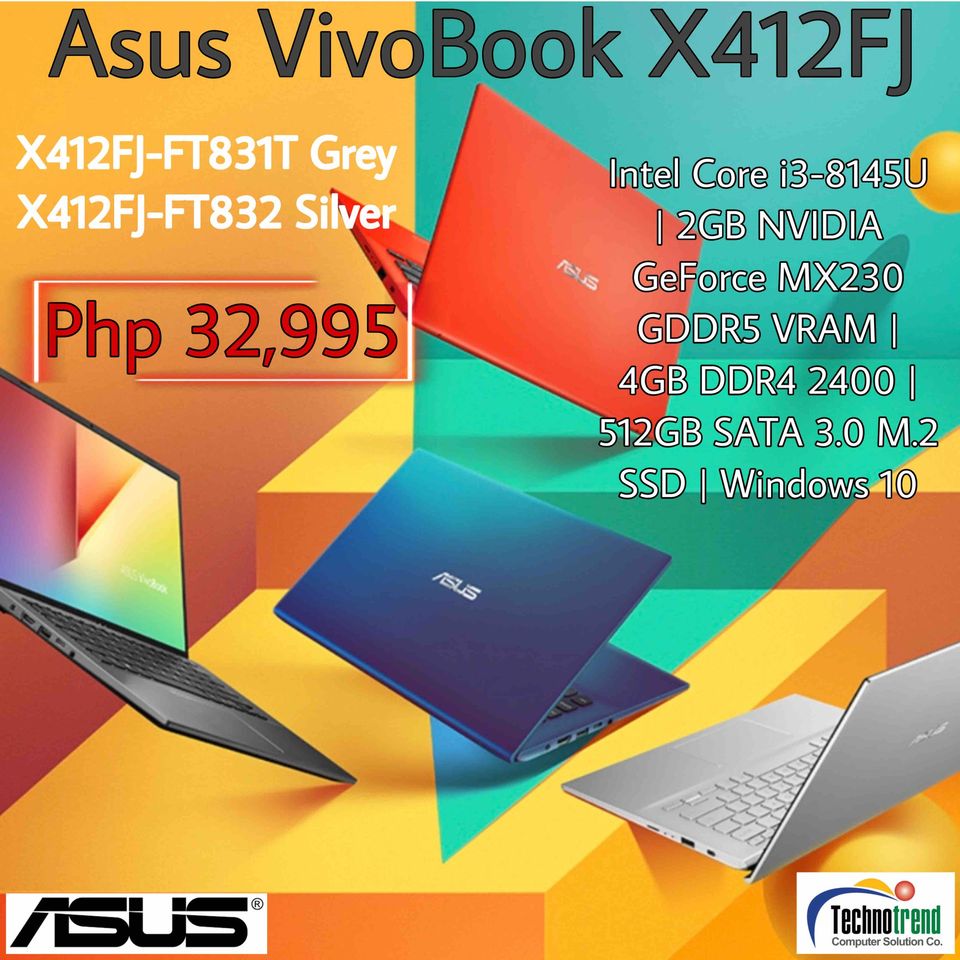 Asus VivoBook X412FJ
X412FJ-FT831T Grey
X412FJ-FT832 Silver
Php 32,995
Intel Core i3-8145U
| 2GB NVIDIA
GeForce MX230
GDDR5 VRAM |
4GB DDR4 2400 |
512GB SATA 3.0 M.2
SSD | Windows 10
ASUS
ASUS VivoBook
ASUS
ASUS
ASUS®
Technotrend
Computer Solution Co.